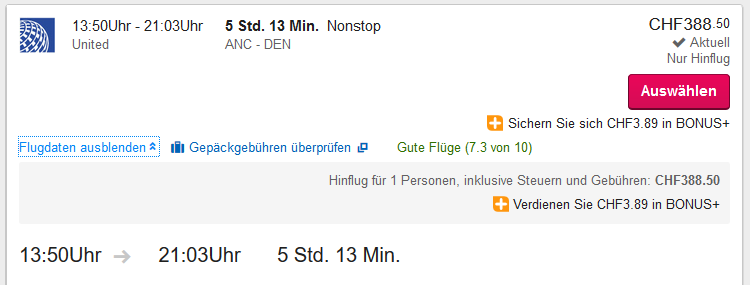 13:50Uhr - 21:03Uhr 5 Std. 13 Min. Nonstop CHF388.50
United ANC - DEN Aktuell
Nur Hinflug
Auswählen
Sichern Sie sich CHF3.89 in BONUS+
Flugdaten ausblenden Gepäckgebühren überprüfen Gute Flüge (7.3 von 10)
Hinflug für 1 Personen, inklusive Steuern und Gebühren: CHF388.50
Verdienen Sie CHF3.89 in BONUS+
13:50Uhr 21:03Uhr 5 Std. 13 Min.